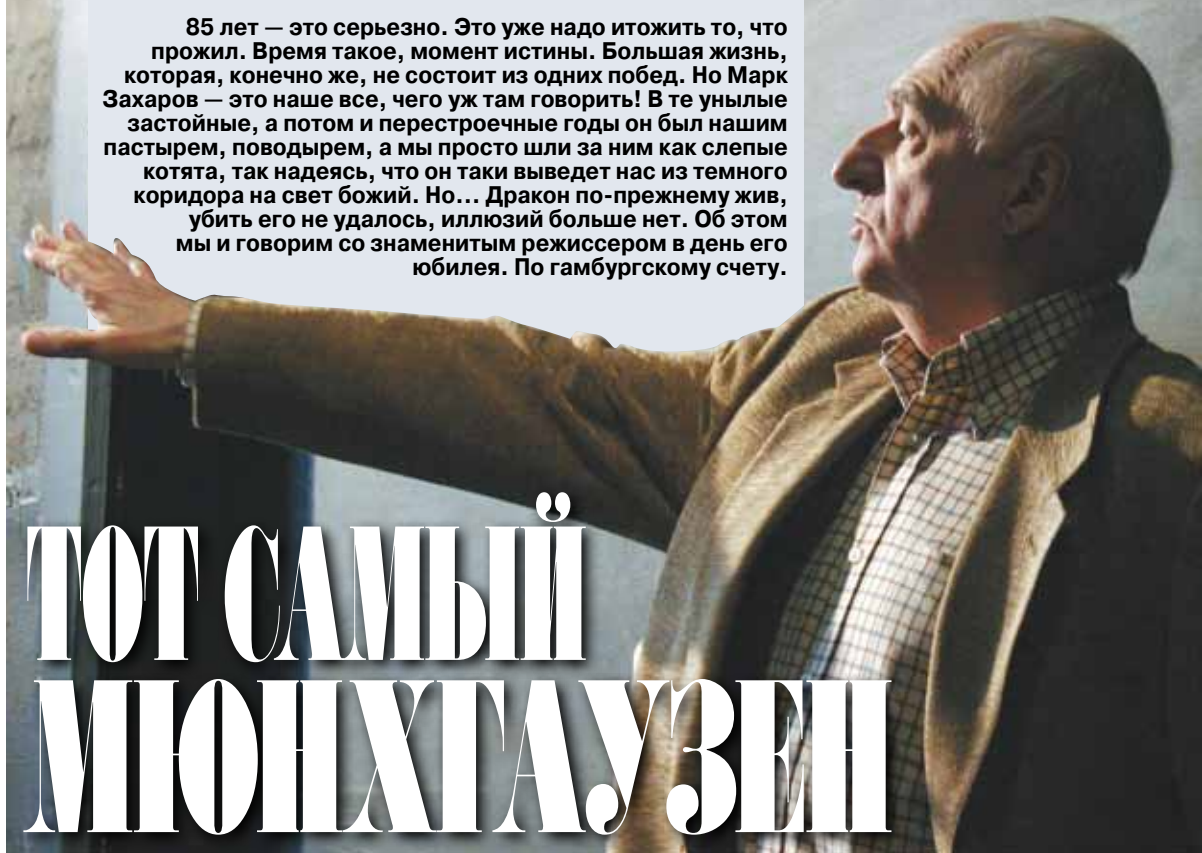 85 лет — это серьезно. Это уже надо итожить то, что
прожил. Время такое, момент истины. Большая жизнь,
которая, конечно же, не состоит из одних побед. Но Марк
Захаров — это наше все, чего уж там говорить! В те унылые
застойные, а потом и перестроечные годы он был нашим
пастырем, поводырем, а мы просто шли за ним как слепые
котята, так надеясь, что он таки выведет нас из темного
коридора на свет божий. Но... Дракон по-прежнему жив,
убить его не удалось, иллюзий больше нет. Об этом
мы и говорим со знаменитым режиссером в день его
юбилея. По гамбургскому счету.
ТОТ САМЫЙ
МЮНХГАУЗЕН